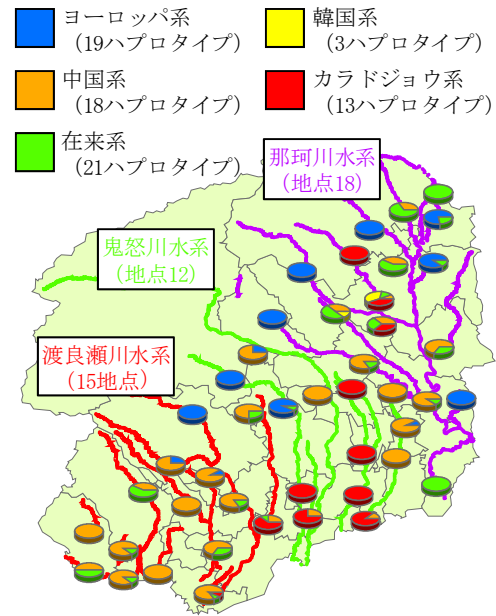 ヨーロッパ系
(19ハプロタイプ)
韓国系
(3ハプロタイプ)
中国系
(18ハプロタイプ)
カラドジョウ系
(13ハプロタイプ)
在来系
(21ハプロタイプ)
那珂川水系
(地点18)
鬼怒川水系
(地点12)
渡良瀬川水系
(15地点)